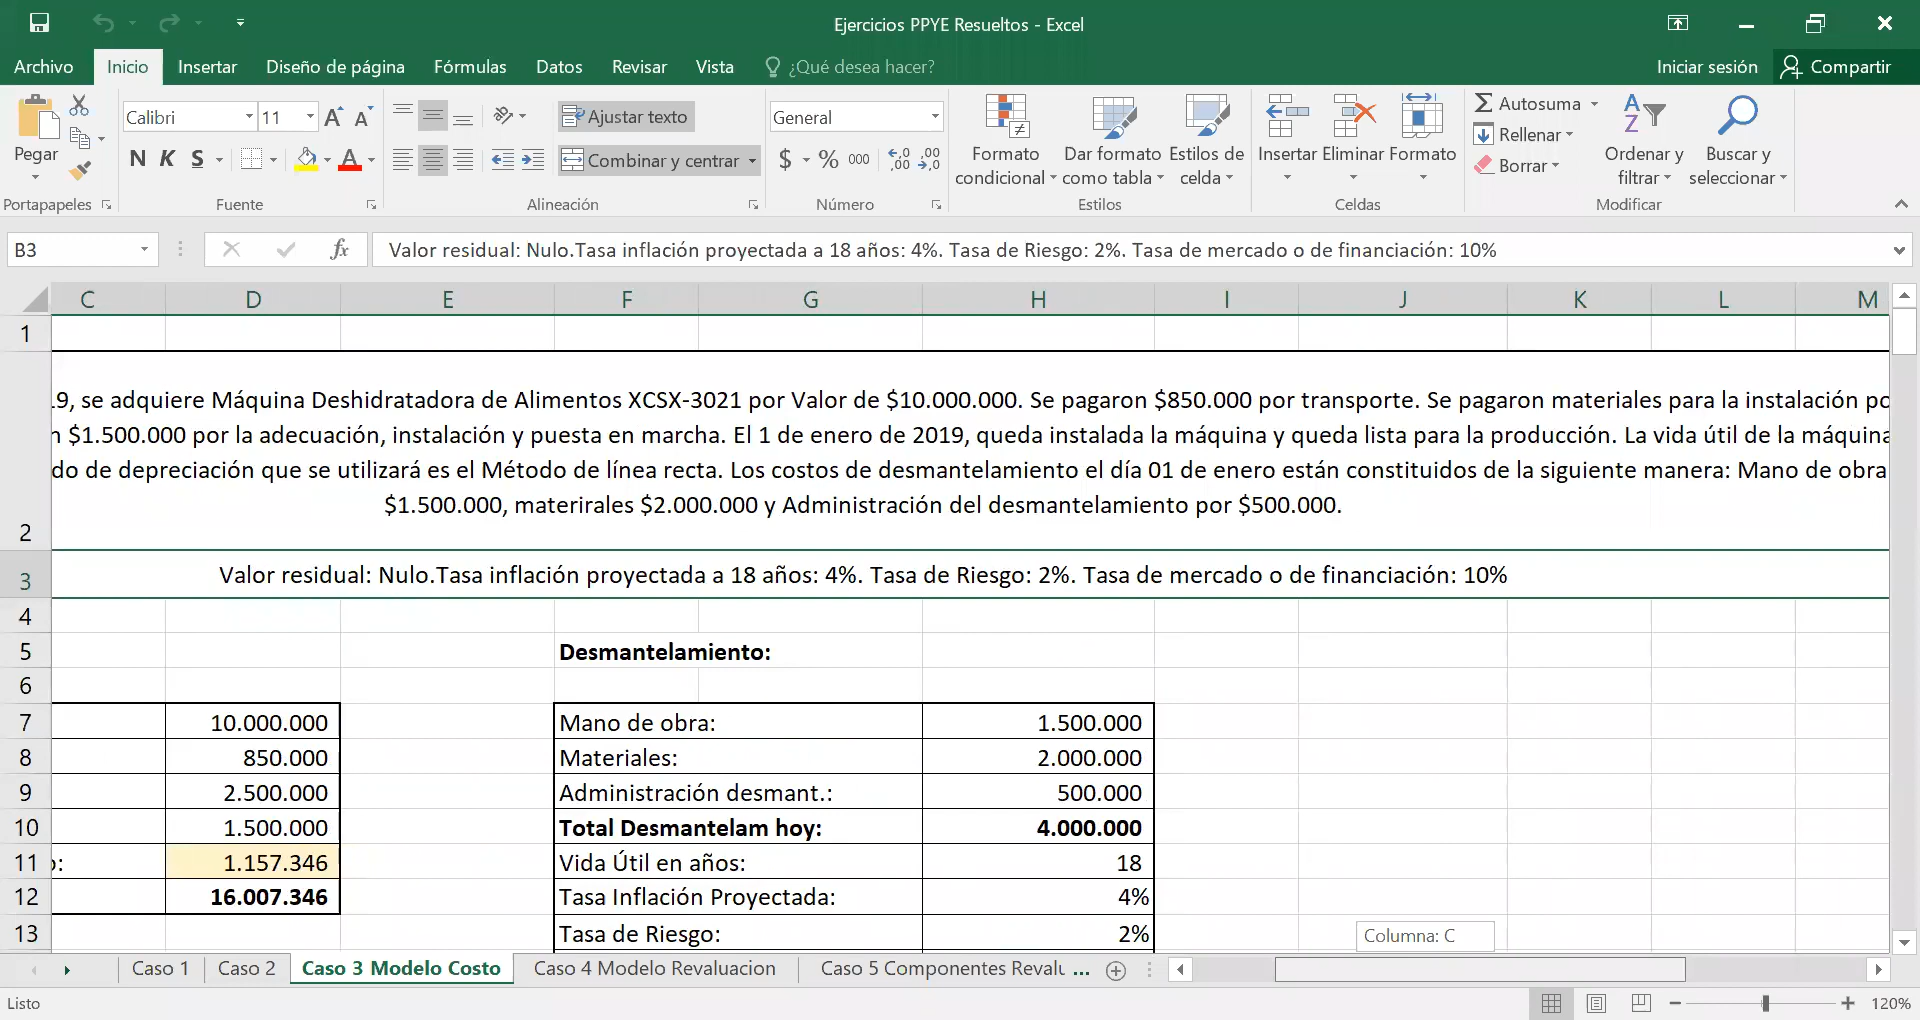 Ejercicios PPYE Resueltos - Excel
Archivo Inicio Insertar Diseño de página Fórmulas Datos Revisar Vista ¿Qué desea hacer? Iniciar sesión Compartir
Pegar
Portapapeles
Calibri 11
N K S
Fuente
Ajustar texto
Combinar y centrar
Alineación
General
$ % 000
Número
Formato condicional
Dar formato como tabla
Estilos de celda
Estilos
Insertar Eliminar Formato
Celdas
Autosuma
Rellenar
Borrar
Ordenar y filtrar
Buscar y seleccionar
Modificar
B3 fx Valor residual: Nulo.Tasa inflación proyectada a 18 años: 4%. Tasa de Riesgo: 2%. Tasa de mercado o de financiación: 10%
C D E F G H I J K L M
1
2
19, se adquiere Máquina Deshidratadora de Alimentos XCSX-3021 por Valor de $10.000.000. Se pagaron $850.000 por transporte. Se pagaron materiales para la instalación po
n $1.500.000 por la adecuación, instalación y puesta en marcha. El 1 de enero de 2019, queda instalada la máquina y queda lista para la producción. La vida útil de la máquina
do de depreciación que se utilizará es el Método de línea recta. Los costos de desmantelamiento el día 01 de enero están constituidos de la siguiente manera: Mano de obra
$1.500.000, materirales $2.000.000 y Administración del desmantelamiento por $500.000.
3 Valor residual: Nulo.Tasa inflación proyectada a 18 años: 4%. Tasa de Riesgo: 2%. Tasa de mercado o de financiación: 10%
4
5 Desmantelamiento:
6
7 10.000.000 Mano de obra: 1.500.000
8 850.000 Materiales: 2.000.000
9 2.500.000 Administración desmant.: 500.000
10 1.500.000 Total Desmantelam hoy: 4.000.000
11 o: 1.157.346 Vida Útil en años: 18
12 16.007.346 Tasa Inflación Proyectada: 4%
13 Tasa de Riesgo: 2%
Columna: C
Caso 1 Caso 2 Caso 3 Modelo Costo Caso 4 Modelo Revaluacion Caso 5 Componentes Revalu ...
Listo 120%